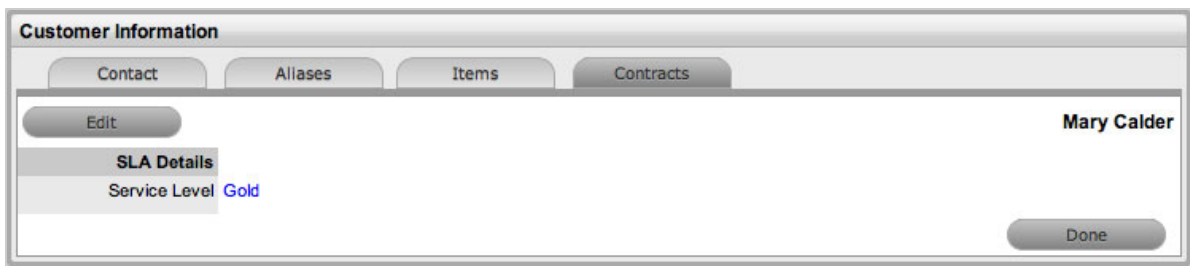 Customer Information
Contact Aliases Items Contracts
Edit Mary Calder
SLA Details
Service Level Gold
Done